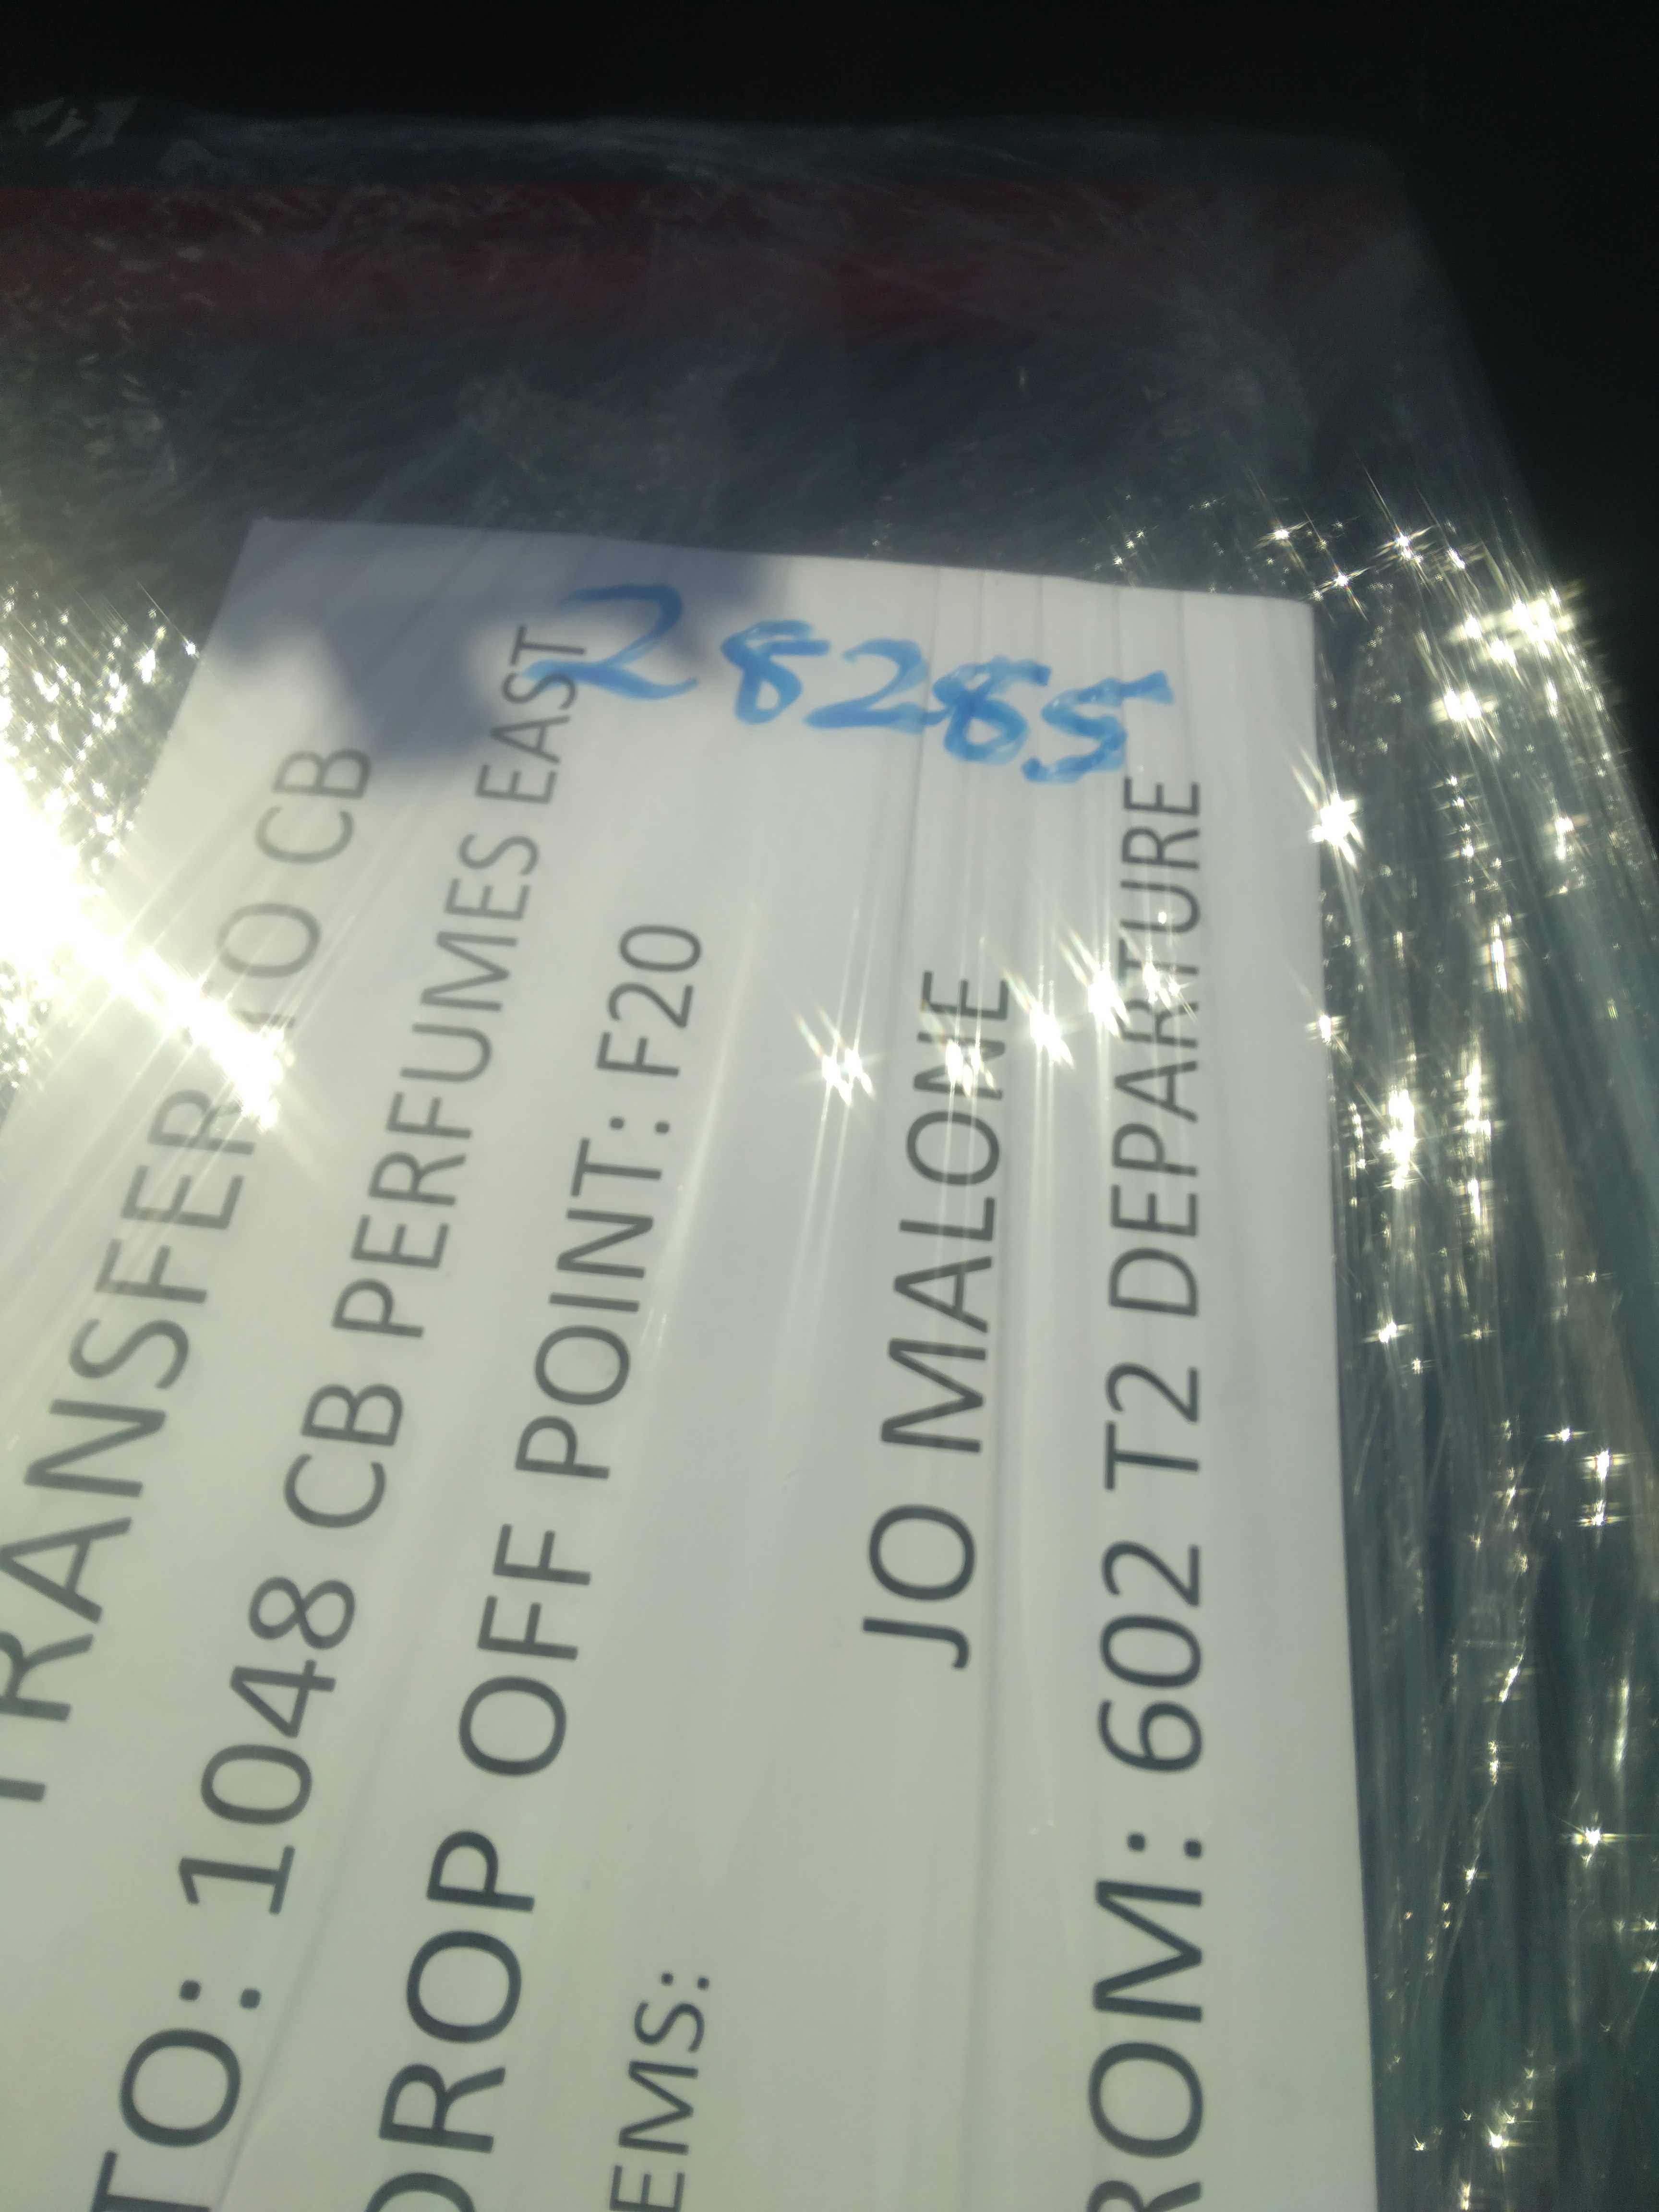 28285
TRANSFER TO CB
TO: 1048 CB PERFUMES EAST
DROP OFF POINT: F20
EMS:
JO MALONE
ROM: 602 T2 DEPARTURE